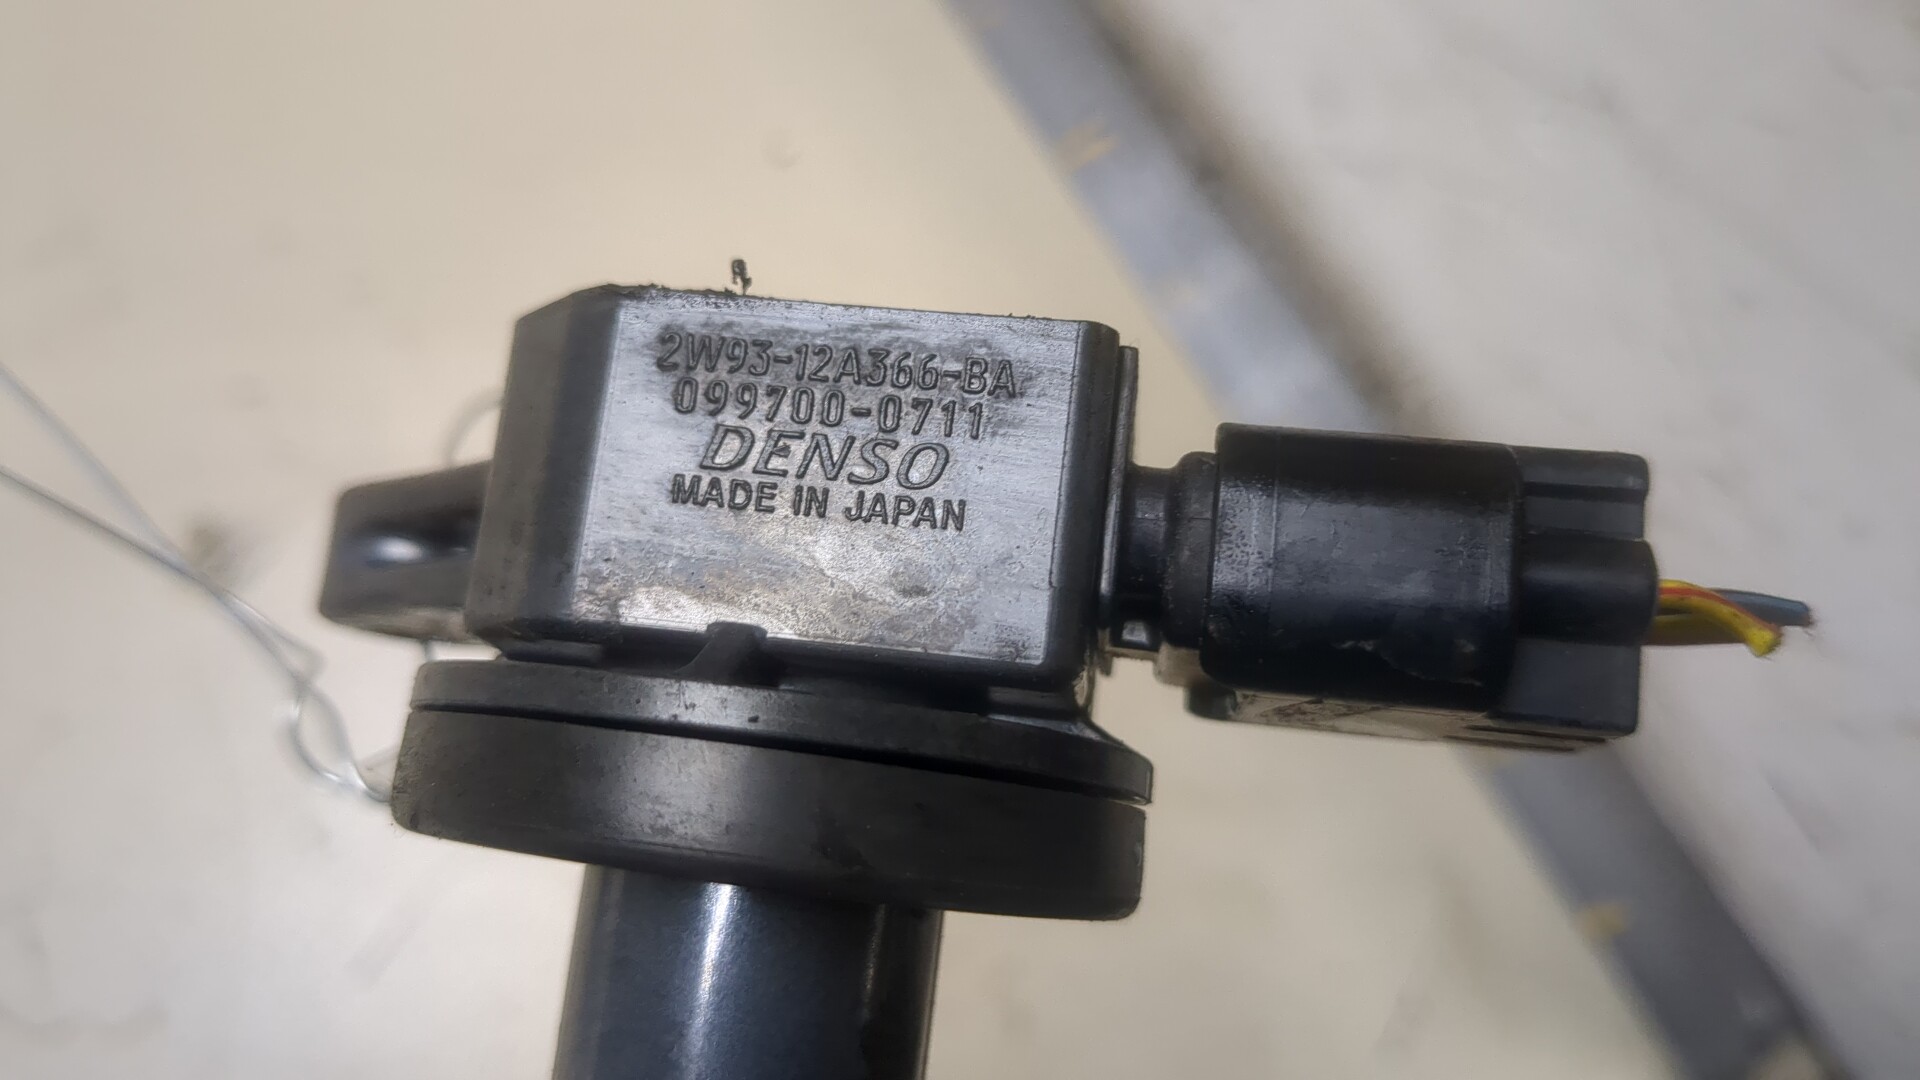 2W93-12A366-BA
099700-0711
DENSO
MADE IN JAPAN